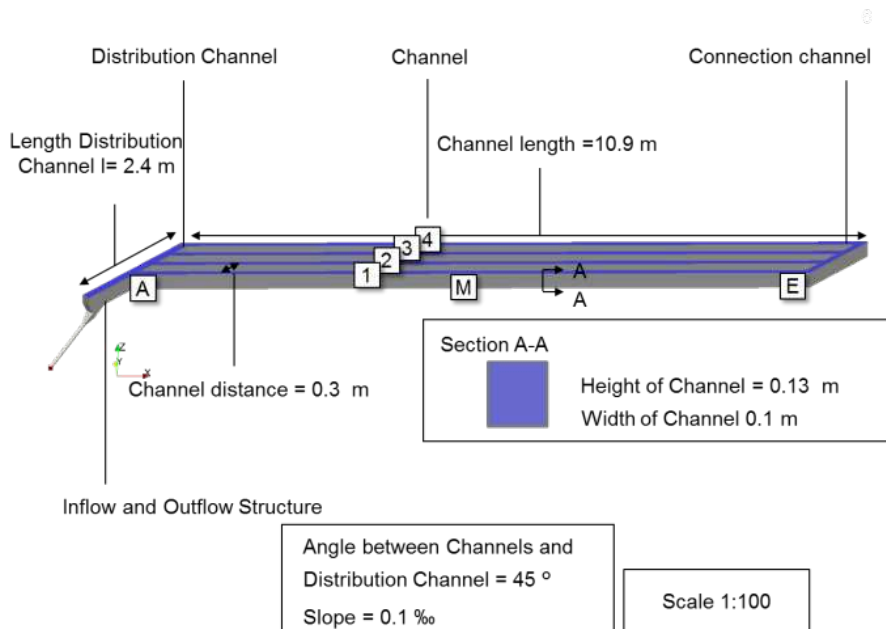 6
Distribution Channel
Channel
Connection channel
Length Distribution
Channel l= 2.4 m
Channel length =10.9 m
4
3
2
1
A
A
M
A
E
Z
Y
X
Channel distance = 0.3 m
Section A-A
Height of Channel = 0.13 m
Width of Channel 0.1 m
Inflow and Outflow Structure
Angle between Channels and
Distribution Channel = 45 º
Slope = 0.1 ‰
Scale 1:100